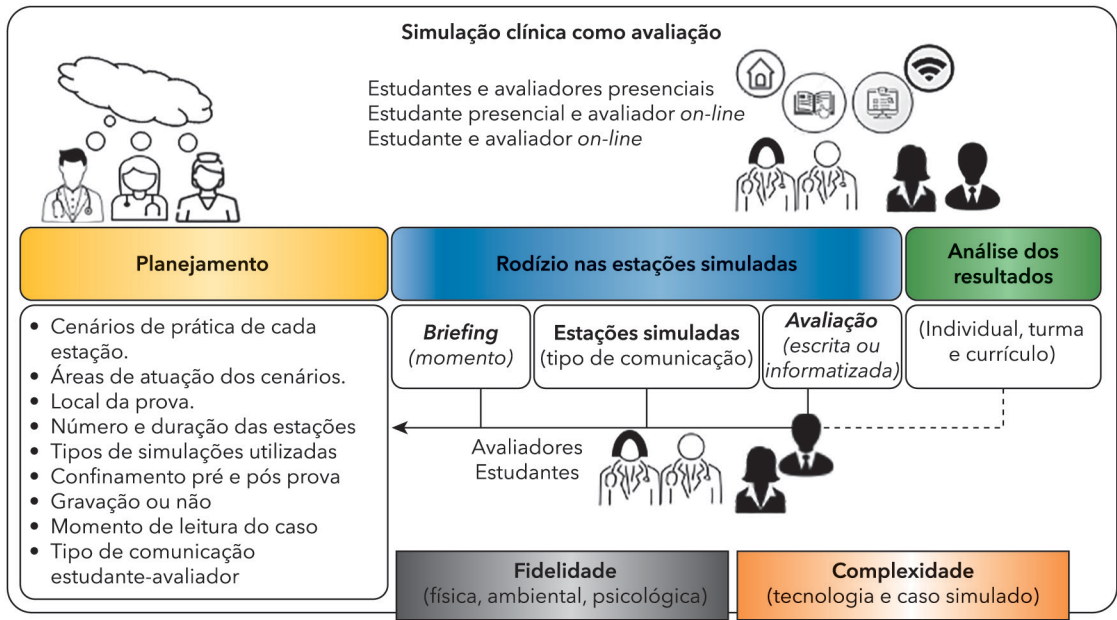 Simulação clínica como avaliação
Estudantes e avaliadores presenciais
Estudante presencial e avaliador on-line
Estudante e avaliador on-line
Planejamento
Rodízio nas estações simuladas
Análise dos
resultados
• Cenários de prática de cada
estação.
• Áreas de atuação dos cenários.
• Local da prova.
• Número e duração das estações
• Tipos de simulações utilizadas
• Confinamento pré e pós prova
• Gravação ou não
• Momento de leitura do caso
• Tipo de comunicação
estudante-avaliador
Briefing
(momento)
Estações simuladas
(tipo de comunicação)
Avaliação
(escrita ou
informatizada)
(Individual, turma
e currículo)
Avaliadores
Estudantes
Fidelidade
(física, ambiental, psicológica)
Complexidade
(tecnologia e caso simulado)